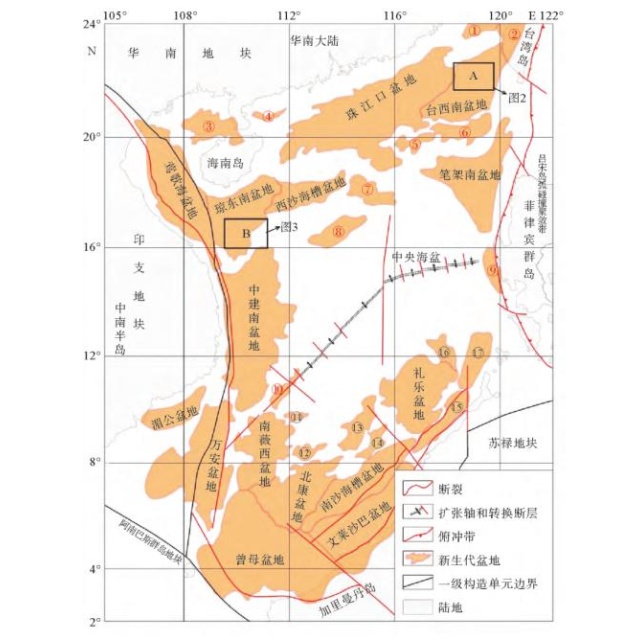 105°
108°
112°
116°
120°
E 122°
24°
N
20°
16°
12°
8°
4°
2°
华南地块
华南大陆
台湾岛
①
②
A
图2
珠江口盆地
台西南盆地
③
④
⑤
⑥
海南岛
莺歌海盆地
琼东南盆地
西沙海槽盆地
⑦
笔架南盆地
吕宋岛弧碰撞聚敛带
菲律宾群岛
B
图3
⑧
印支地块
中央海盆
⑨
中建南盆地
中南半岛
⑩
礼乐盆地
⑯
⑰
⑪
⑬
⑮
⑭
⑫
湄公盆地
万安盆地
南薇西盆地
北康盆地
南沙海槽盆地
文莱沙巴盆地
苏禄地块
阿南巴斯群岛地块
曾母盆地
加里曼丹岛
断裂
扩张轴和转换断层
俯冲带
新生代盆地
一级构造单元边界
陆地